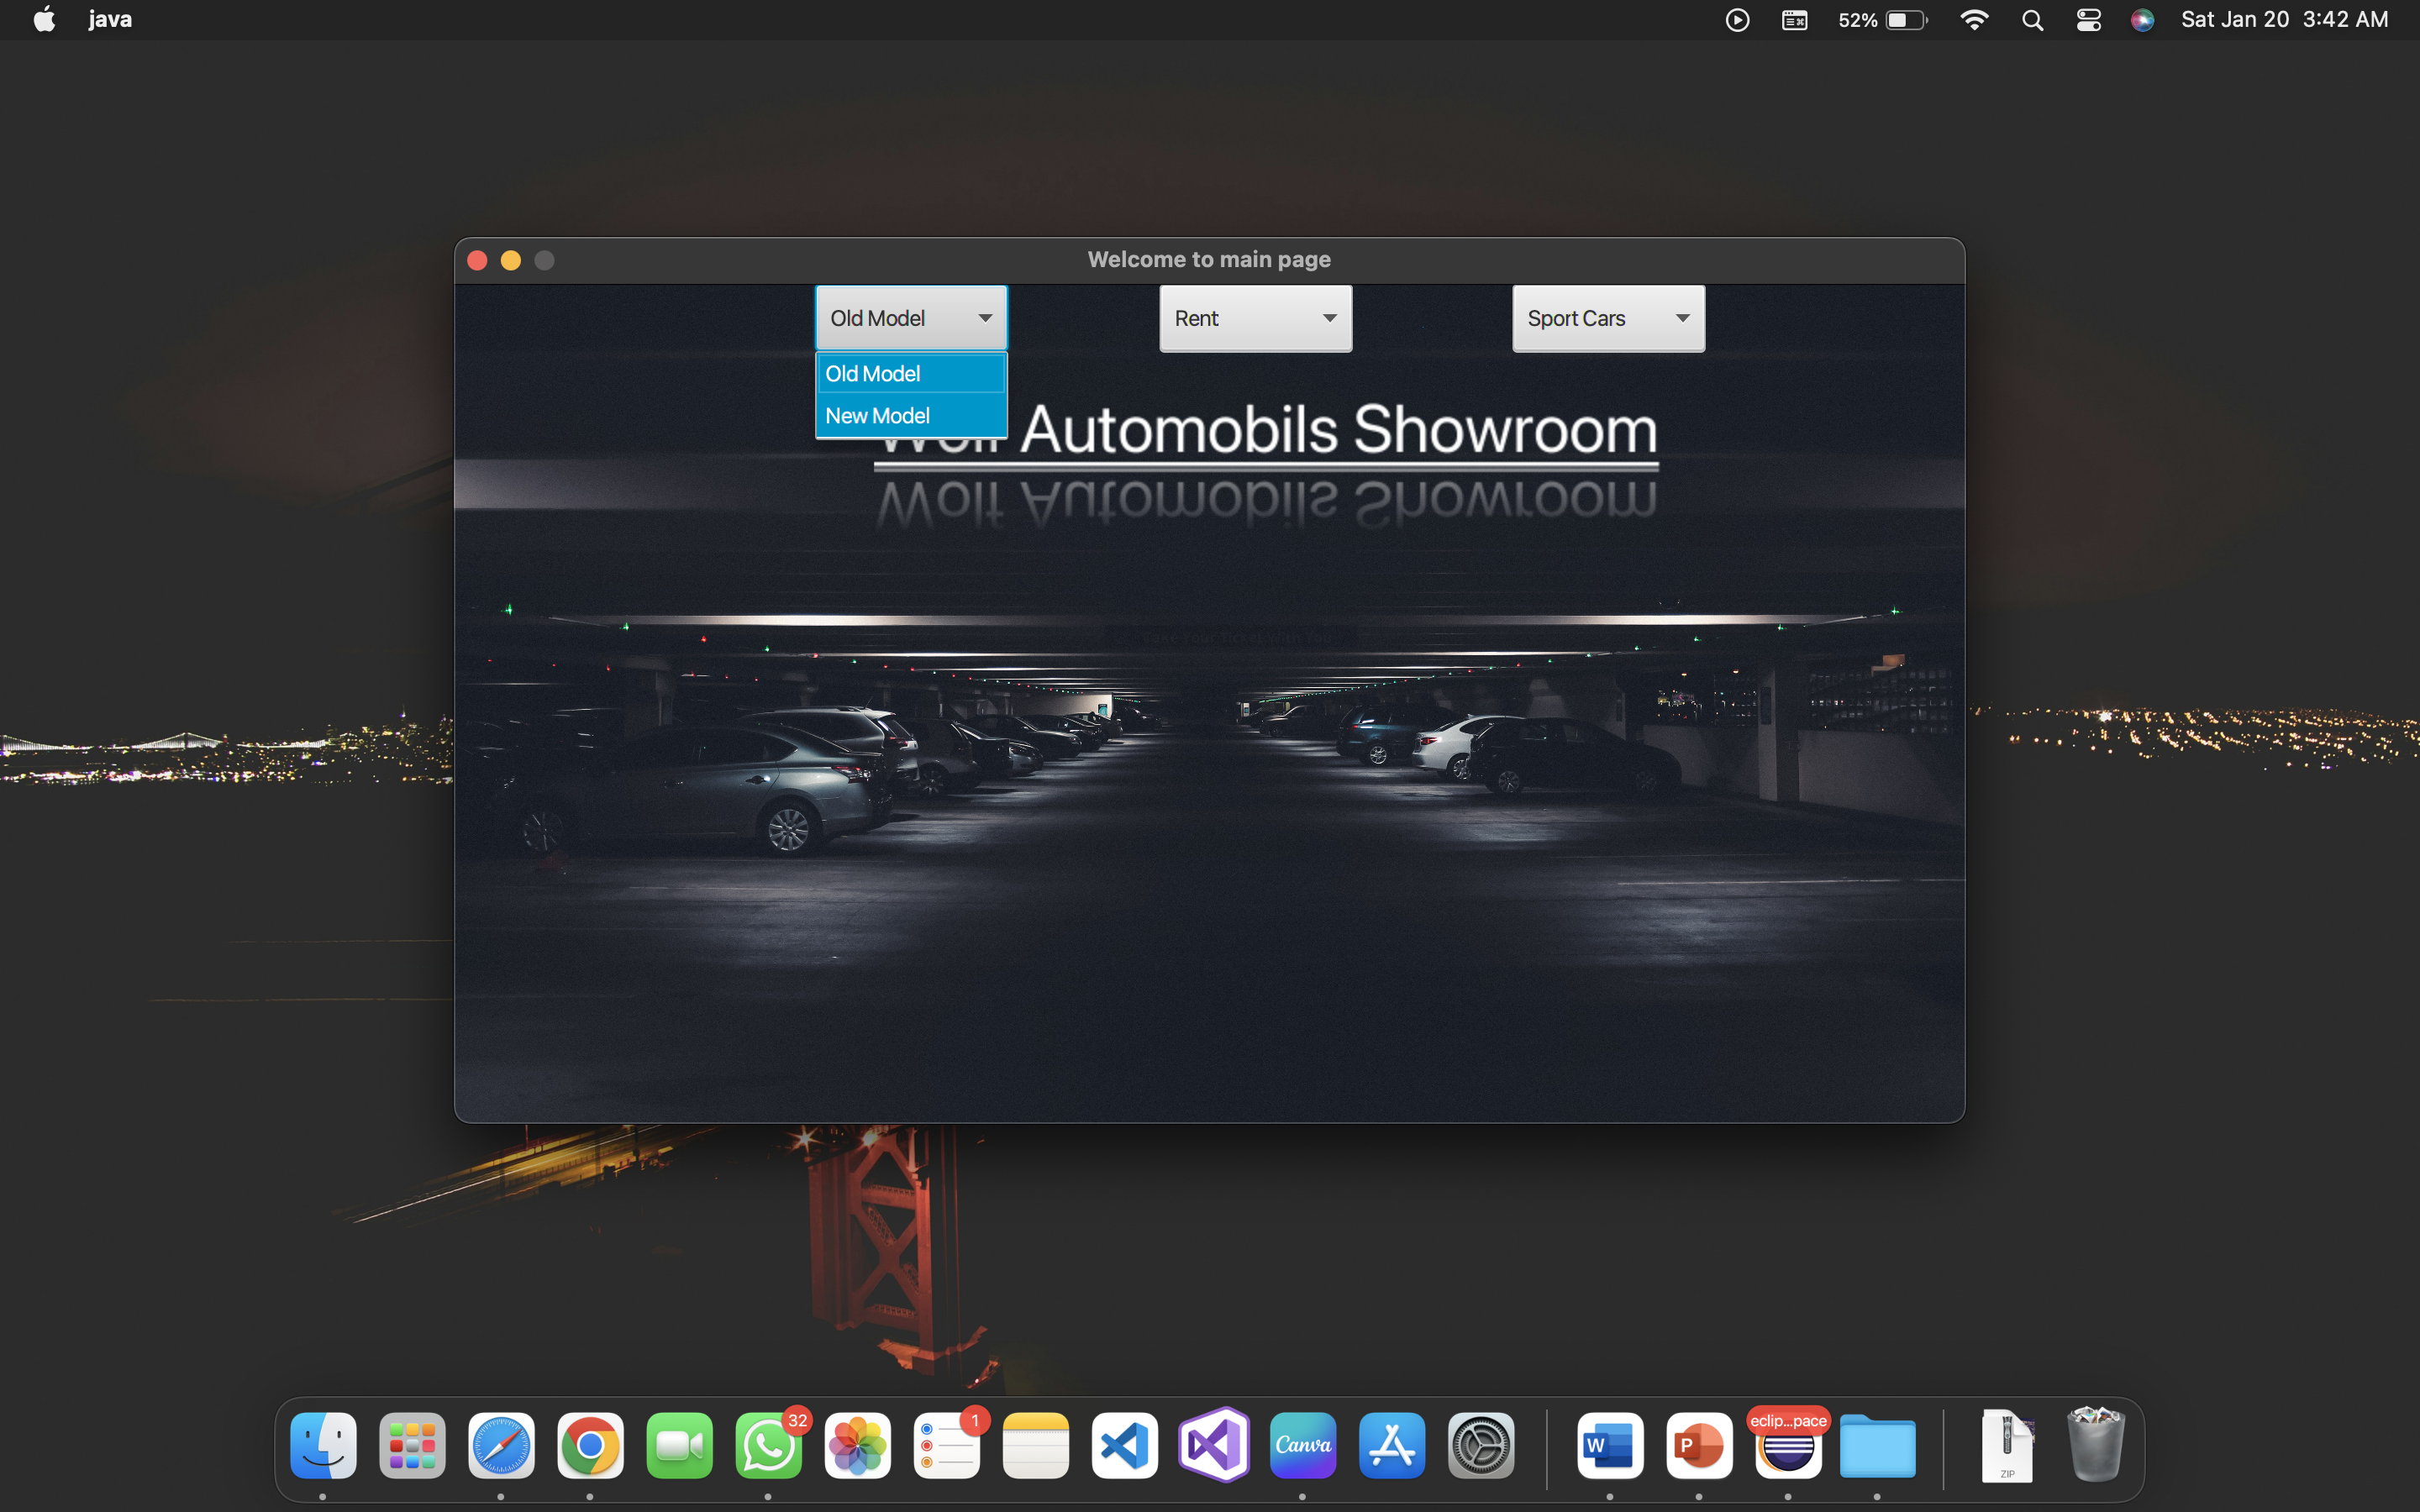 java
52%
Sat Jan 20 3:42 AM
Welcome to main page
Old Model
Rent
Sport Cars
Old Model
New Model
Wolf Automobils Showroom
Wolf Automobils Showroom
32
1
Canva
W
P
eclip...pace
ZIP